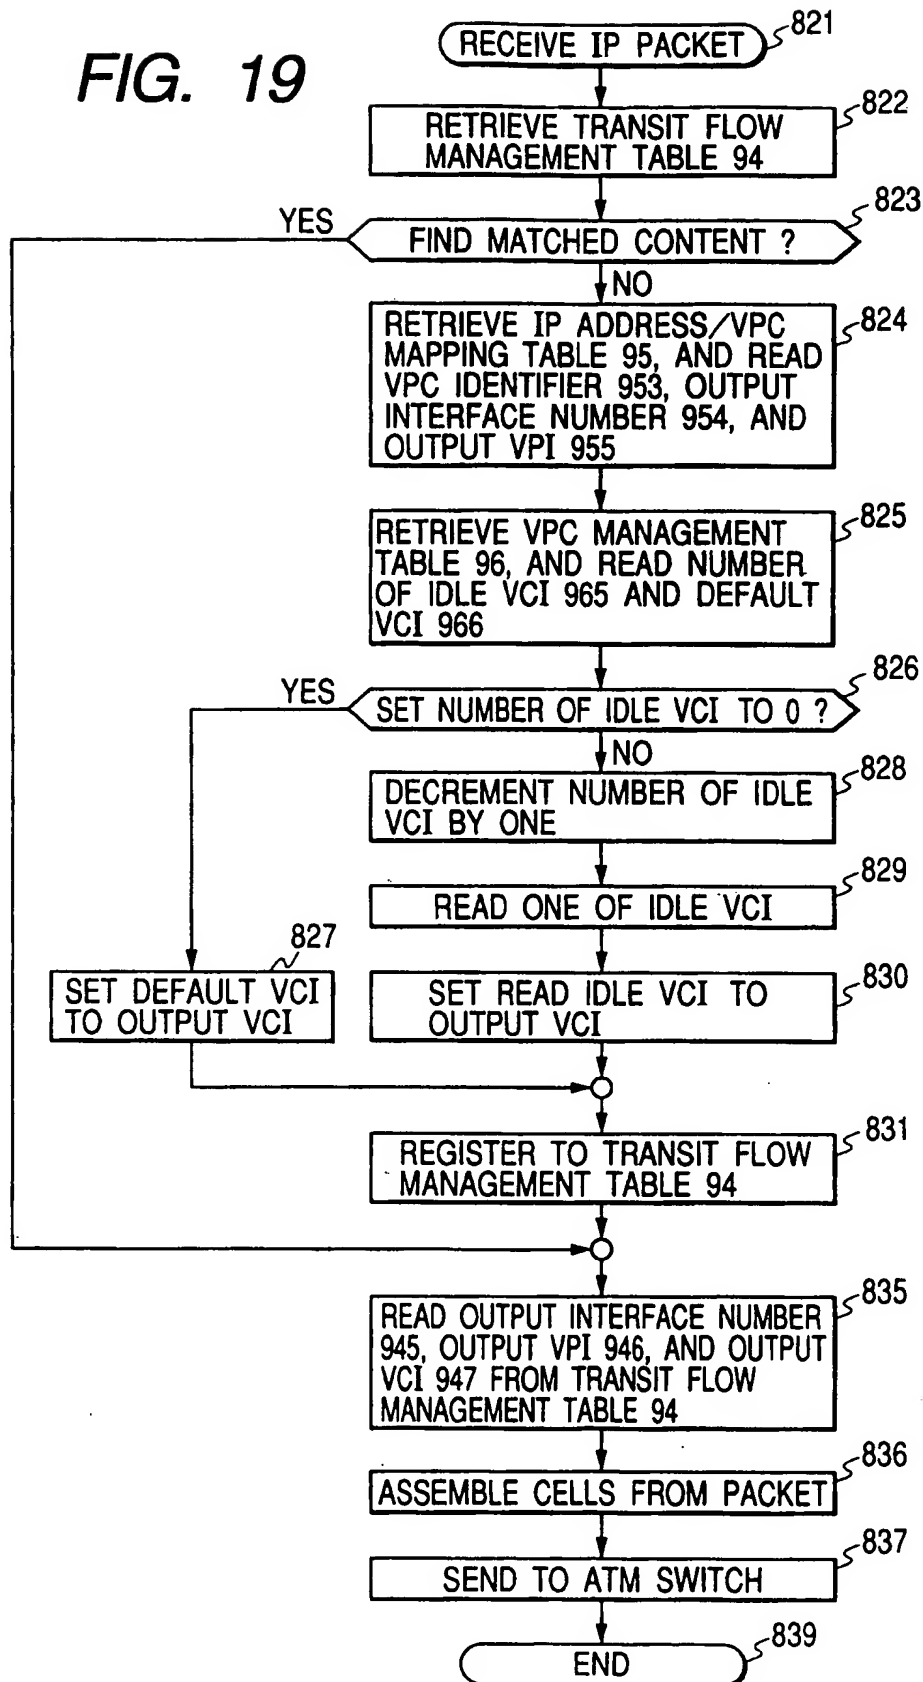 FIG. 19
RECEIVE IP PACKET
821
RETRIEVE TRANSIT FLOW
MANAGEMENT TABLE 94
822
FIND MATCHED CONTENT ?
823
YES
NO
RETRIEVE IP ADDRESS/VPC
MAPPING TABLE 95, AND READ
VPC IDENTIFIER 953, OUTPUT
INTERFACE NUMBER 954, AND
OUTPUT VPI 955
824
RETRIEVE VPC MANAGEMENT
TABLE 96, AND READ NUMBER
OF IDLE VCI 965 AND DEFAULT
VCI 966
825
SET NUMBER OF IDLE VCI TO 0 ?
826
YES
NO
DECREMENT NUMBER OF IDLE
VCI BY ONE
828
READ ONE OF IDLE VCI
829
SET DEFAULT VCI
TO OUTPUT VCI
827
SET READ IDLE VCI TO
OUTPUT VCI
830
REGISTER TO TRANSIT FLOW
MANAGEMENT TABLE 94
831
READ OUTPUT INTERFACE NUMBER
945, OUTPUT VPI 946, AND OUTPUT
VCI 947 FROM TRANSIT FLOW
MANAGEMENT TABLE 94
835
ASSEMBLE CELLS FROM PACKET
836
SEND TO ATM SWITCH
837
END
839